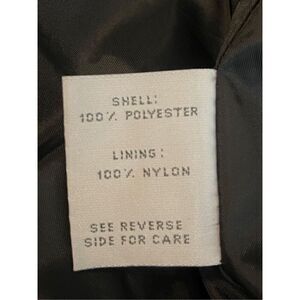 SHELL:
100% POLYESTER
LINING:
100% NYLON
SEE REVERSE
SIDE FOR CARE